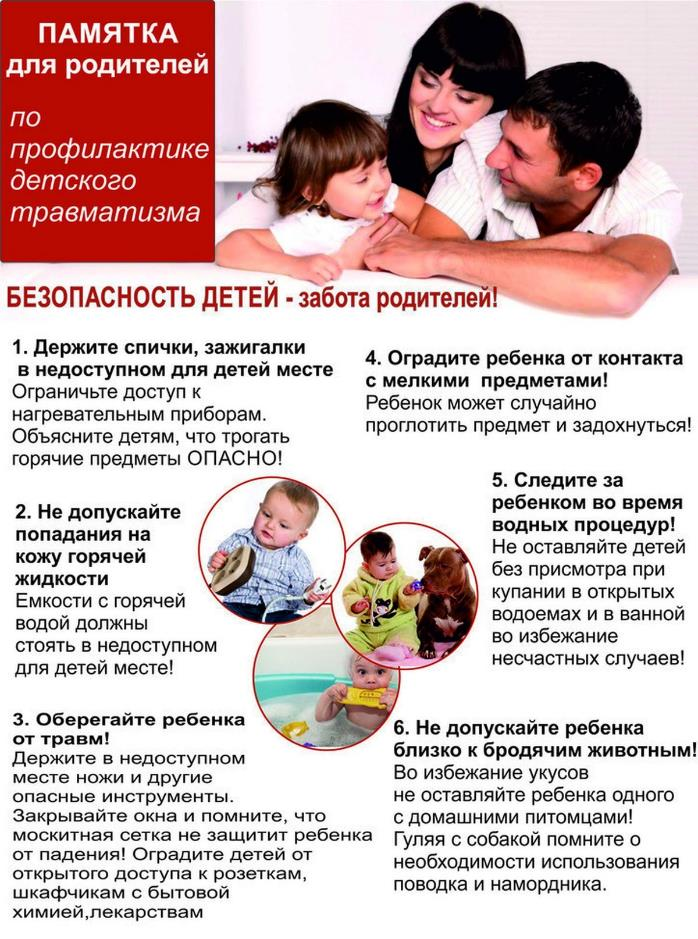 ПАМЯТКА
для родителей
по
профилактике
детского
травматизма
БЕЗОПАСНОСТЬ ДЕТЕЙ - забота родителей!
1. Держите спички, зажигалки
в недоступном для детей месте
Ограничьте доступ к
нагревательным приборам.
Объясните детям, что трогать
горячие предметы ОПАСНО!
2. Не допускайте
попадания на
кожу горячей
жидкости
Емкости с горячей
водой должны
стоять в недоступном
для детей месте!
3. Оберегайте ребенка
от травм!
Держите в недоступном
месте ножи и другие
опасные инструменты.
Закрывайте окна и помните, что
москитная сетка не защитит ребенка
от падения! Оградите детей от
открытого доступа к розеткам,
шкафчикам с бытовой
химией,лекарствам
4. Оградите ребенка от контакта
с мелкими предметами!
Ребенок может случайно
проглотить предмет и задохнуться!
5. Следите за
ребенком во время
водных процедур!
Не оставляйте детей
без присмотра при
купании в открытых
водоемах и в ванной
во избежание
несчастных случаев!
6. Не допускайте ребенка
близко к бродячим животным!
Во избежание укусов
не оставляйте ребенка одного
с домашними питомцами!
Гуляя с собакой помните о
необходимости использования
поводка и намордника.